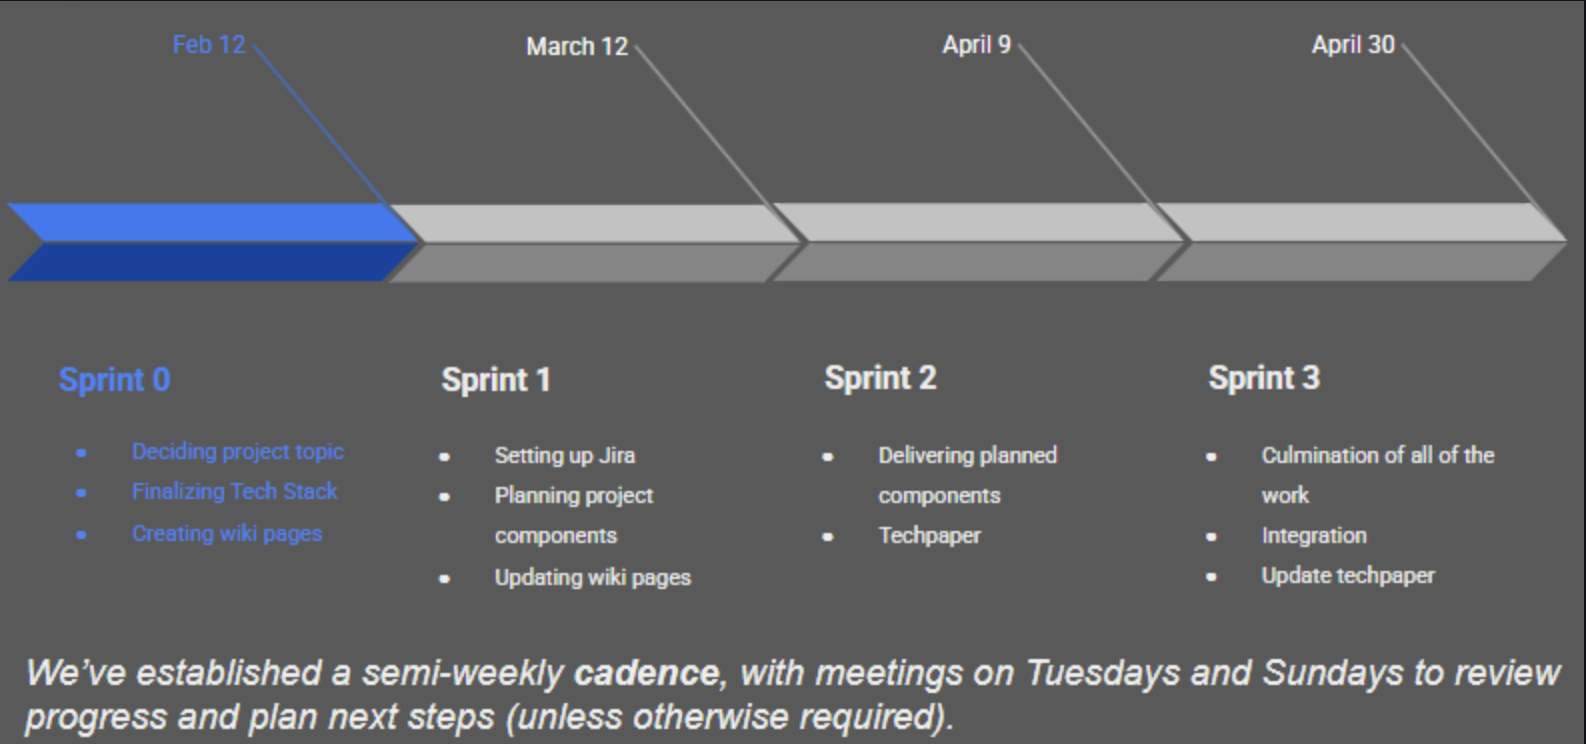 Feb 12
March 12
April 9
April 30
Sprint 0
• Deciding project topic
• Finalizing Tech Stack
• Creating wiki pages
Sprint 1
• Setting up Jira
• Planning project
components
• Updating wiki pages
Sprint 2
• Delivering planned
components
• Techpaper
Sprint 3
• Culmination of all of the
work
• Integration
• Update techpaper
We’ve established a semi-weekly cadence, with meetings on Tuesdays and Sundays to review
progress and plan next steps (unless otherwise required).